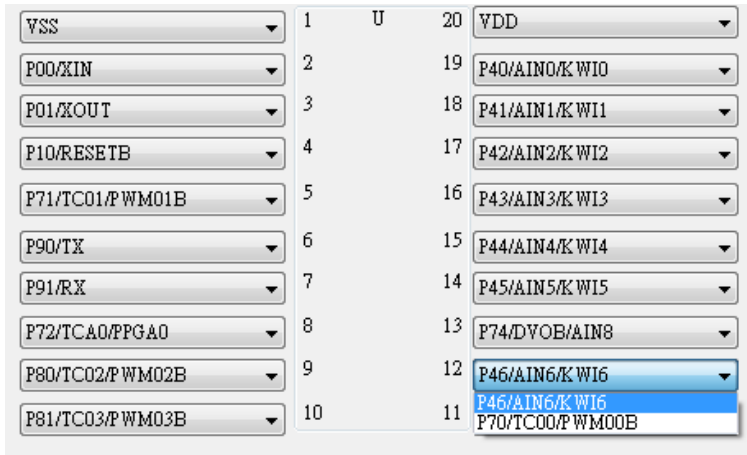 VSS 1 U 20 VDD
P00/XIN 2 19 P40/AIN0/KWI0
P01/XOUT 3 18 P41/AIN1/KWI1
P10/RESETB 4 17 P42/AIN2/KWI2
P71/TC01/PWM01B 5 16 P43/AIN3/KWI3
P90/TX 6 15 P44/AIN4/KWI4
P91/RX 7 14 P45/AIN5/KWI5
P72/TCA0/PPGA0 8 13 P74/DVOB/AIN8
P80/TC02/PWM02B 9 12 P46/AIN6/KWI6
P46/AIN6/KWI6
P81/TC03/PWM03B 10 11 P70/TC00/PWM00B